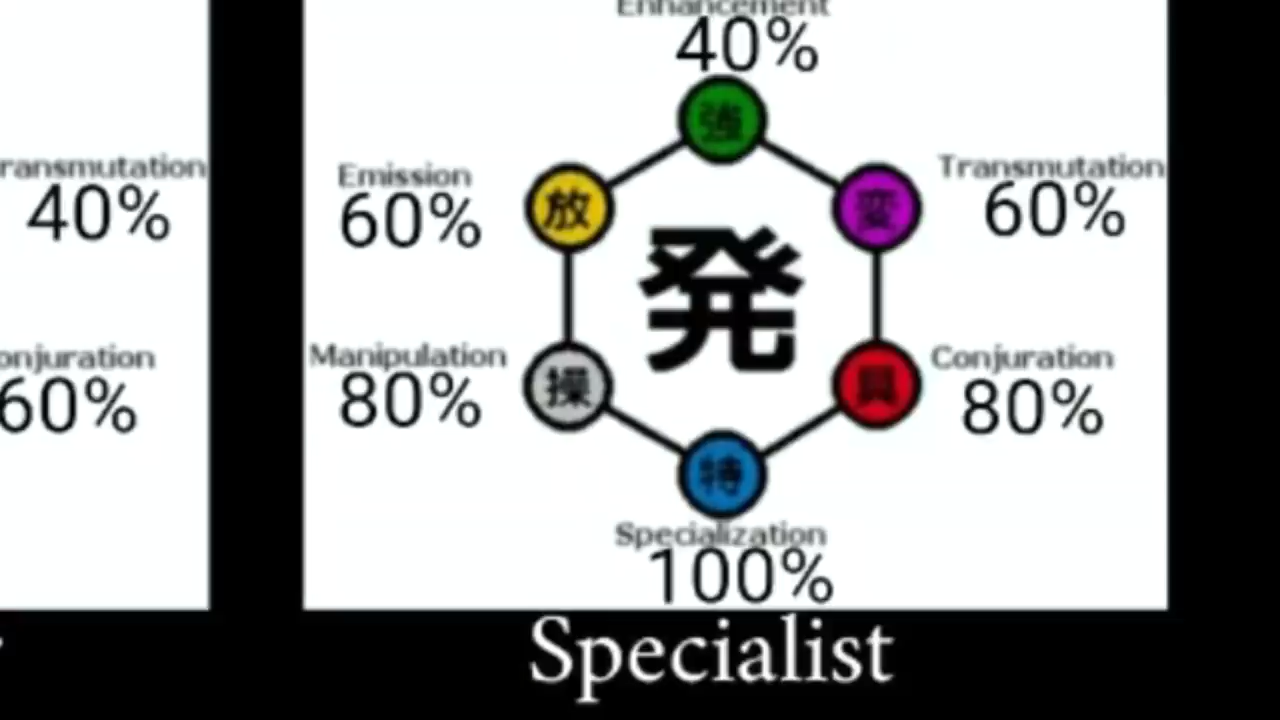 Enhancement
40%
強
ransmutation
40%
Emission
60%
放
変
Transmutation
60%
発
onjuration
60%
Manipulation
80%
操
具
Conjuration
80%
特
Specialization
100%
Specialist